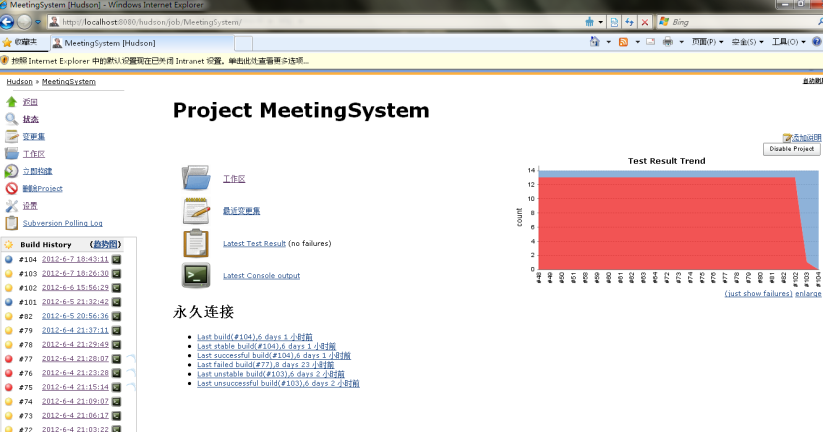 MeetingSystem [Hudson] - Windows Internet Explorer
http://localhost:8080/hudson/job/MeetingSystem/
Bing
收藏夹
MeetingSystem [Hudson]
页面(P)
安全(S)
工具(O)
按照 Internet Explorer 中的默认设置现在已关闭 Intranet 设置。单击此处查看更多选项...
Hudson » MeetingSystem
返回
状态
变更集
工作区
立即构建
删除Project
设置
Subversion Polling Log
Build History (趋势图)
#104 2012-6-7 18:43:11
#103 2012-6-7 18:26:30
#102 2012-6-6 15:56:29
#101 2012-6-5 21:32:42
#82 2012-6-5 20:56:36
#79 2012-6-4 21:37:11
#78 2012-6-4 21:29:49
#77 2012-6-4 21:28:07
#76 2012-6-4 21:23:28
#75 2012-6-4 21:15:14
#74 2012-6-4 21:09:07
#73 2012-6-4 21:06:17
#72 2012-6-4 21:03:22
Project MeetingSystem
添加说明
Disable Project
工作区
最近变更集
Latest Test Result (no failures)
Latest Console output
Test Result Trend
count
14
12
10
8
6
4
2
0
#48 #49 #50 #51 #58 #59 #60 #61 #66 #67 #68 #72 #73 #74 #75 #78 #79 #80 #81 #82 #102 #103 #104
(just show failures) enlarge
永久连接
Last build(#104),6 days 1 小时前
Last stable build(#104),6 days 1 小时前
Last successful build(#104),6 days 1 小时前
Last failed build(#77),8 days 23 小时前
Last unstable build(#103),6 days 2 小时前
Last unsuccessful build(#103),6 days 2 小时前